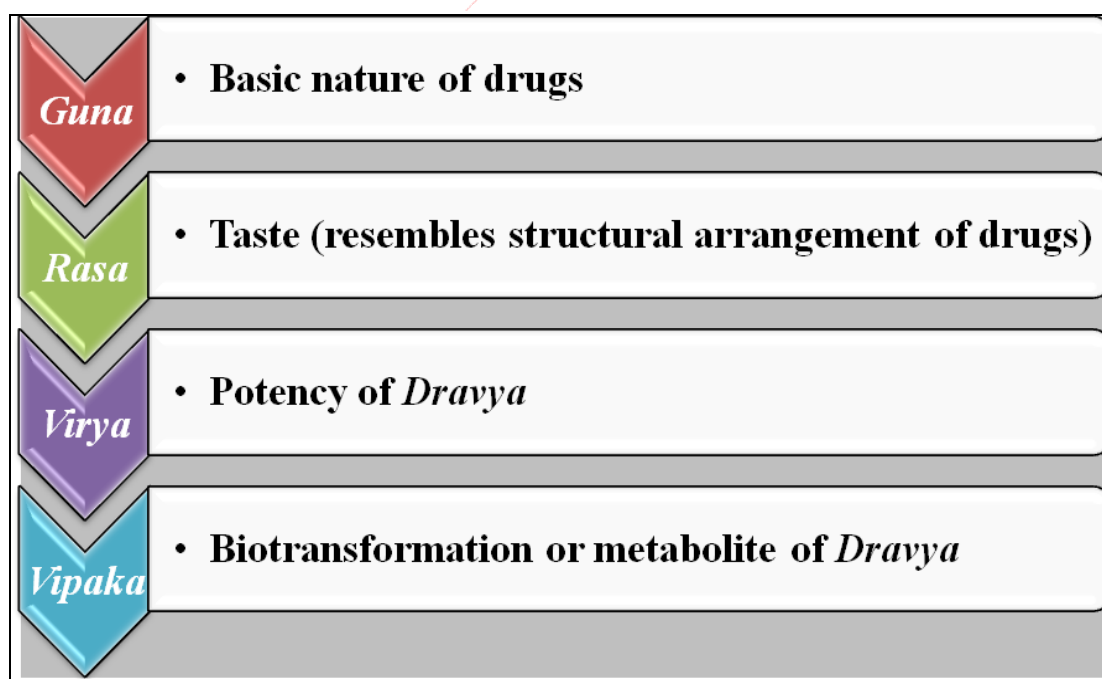 Guna
• Basic nature of drugs
Rasa
• Taste (resembles structural arrangement of drugs)
Virya
• Potency of Dravya
Vipaka
• Biotransformation or metabolite of Dravya